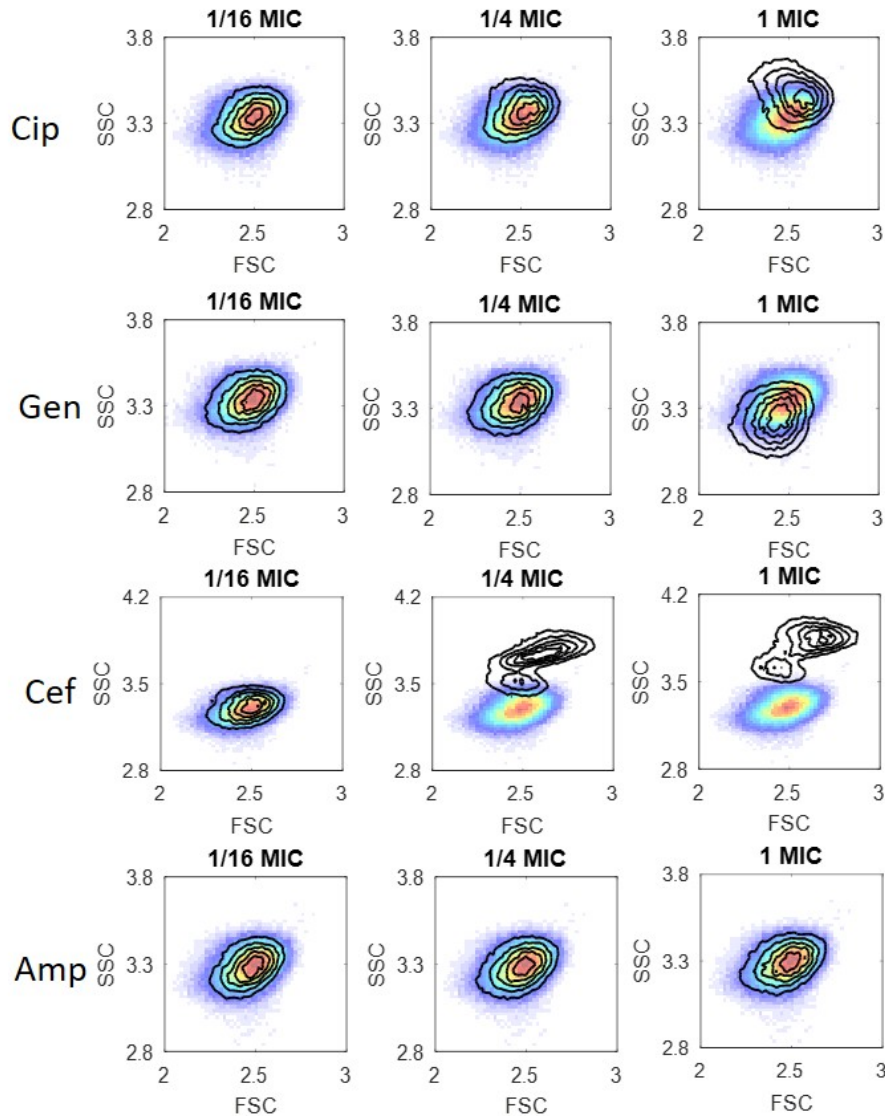 1/16 MIC 1/4 MIC 1 MIC
Cip
SSC 3.8 3.3 2.8 SSC 3.8 3.3 2.8 SSC 3.8 3.3 2.8
2 2.5 3 2 2.5 3 2 2.5 3
FSC FSC FSC
1/16 MIC 1/4 MIC 1 MIC
Gen
SSC 3.8 3.3 2.8 SSC 3.8 3.3 2.8 SSC 3.8 3.3 2.8
2 2.5 3 2 2.5 3 2 2.5 3
FSC FSC FSC
1/16 MIC 1/4 MIC 1 MIC
Cef
SSC 4.2 3.5 2.8 SSC 4.2 3.5 2.8 SSC 4.2 3.5 2.8
2 2.5 3 2 2.5 3 2 2.5 3
FSC FSC FSC
1/16 MIC 1/4 MIC 1 MIC
Amp
SSC 3.8 3.3 2.8 SSC 3.8 3.3 2.8 SSC 3.8 3.3 2.8
2 2.5 3 2 2.5 3 2 2.5 3
FSC FSC FSC